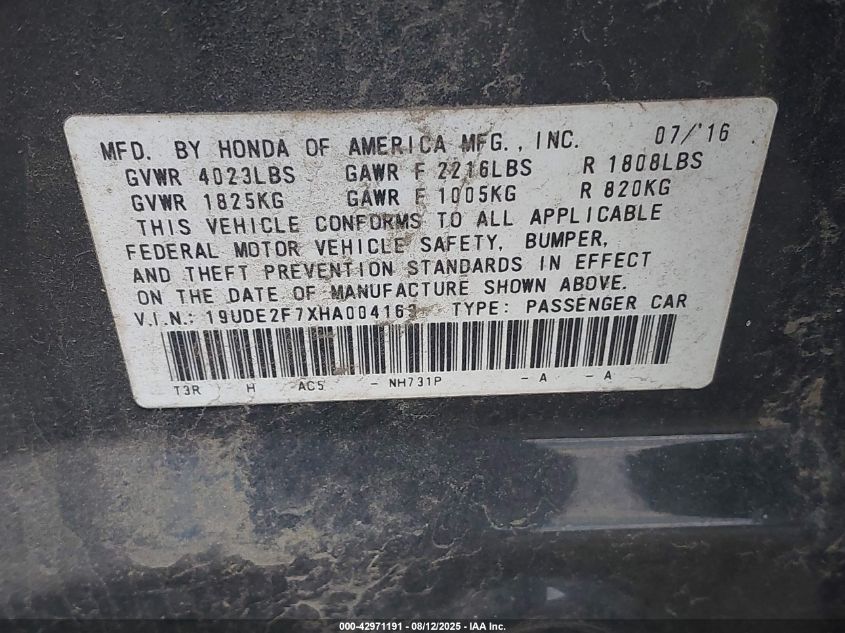 MFD. BY HONDA OF AMERICA MFG., INC. 07/'16
GVWR 4023LBS GAWR F 2216LBS R 1808LBS
GVWR 1825KG GAWR F 1005KG R 820KG
THIS VEHICLE CONFORMS TO ALL APPLICABLE
FEDERAL MOTOR VEHICLE SAFETY, BUMPER,
AND THEFT PREVENTION STANDARDS IN EFFECT
ON THE DATE OF MANUFACTURE SHOWN ABOVE.
V.I.N.: 19UDE2F7XHA004163 TYPE: PASSENGER CAR
T3R H AC5 - NH731P - A - A
000-42971191 - 08/12/2025 - IAA Inc.